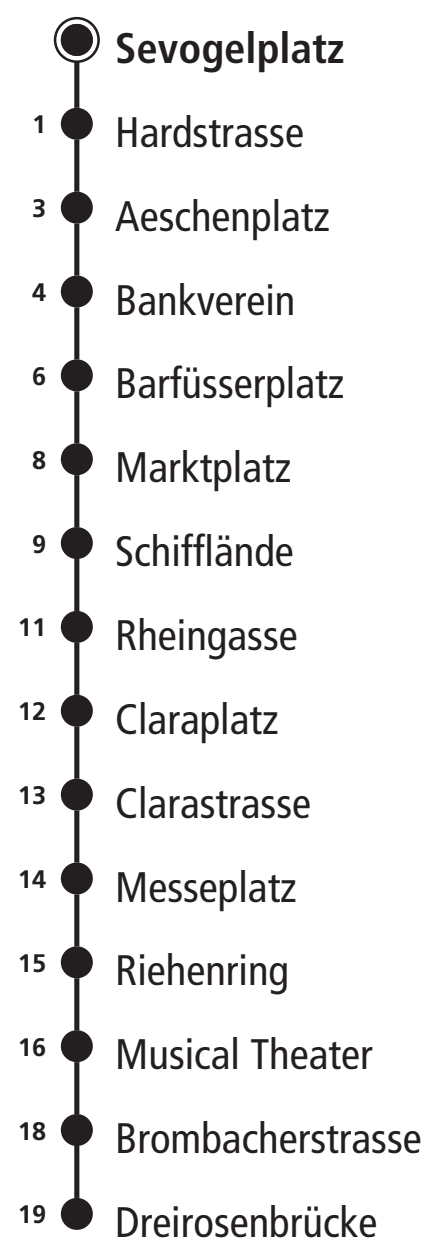 Sevogelplatz
1 Hardstrasse
3 Aeschenplatz
4 Bankverein
6 Barfüsserplatz
8 Marktplatz
9 Schifflände
11 Rheingasse
12 Claraplatz
13 Clarastrasse
14 Messeplatz
15 Riehenring
16 Musical Theater
18 Brombacherstrasse
19 Dreirosenbrücke